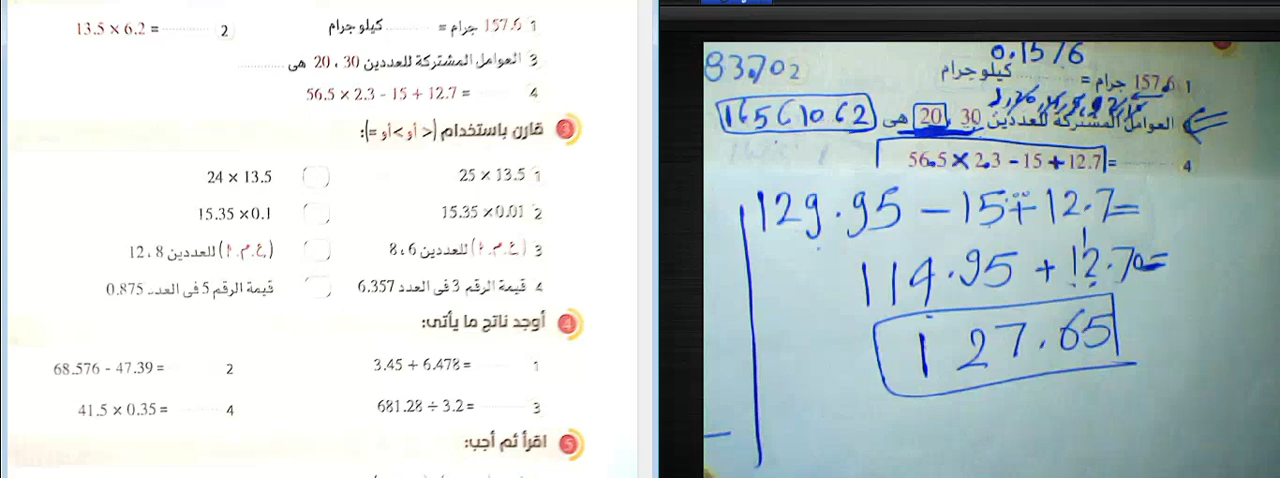 1 157.6 جرام = ............ كيلو جرام
2 13.5 × 6.2 = ............
3 العوامل المشتركة للعددين 30 ، 20 هى ............
4 56.5 × 2.3 - 15 + 12.7 = ............
3 قارن باستخدام (< أو > أو =):
1 25 × 13.5 24 × 13.5
2 15.35 × 0.01 15.35 × 0.1
3 (ع.م.أ) للعددين 6 ، 8 (ع.م.أ) للعددين 8 ، 12
4 قيمة الرقم 3 فى العدد 6.357 قيمة الرقم 5 فى العدد 0.875
4 أوجد ناتج ما يأتى:
1 3.45 + 6.478 = ............
2 68.576 - 47.39 = ............
3 681.28 ÷ 3.2 = ............
4 41.5 × 0.35 = ............
5 اقرأ ثم أجب:
83.70 2
0.1576
1 157.6 جرام = ............ كيلو جرام
العوامل المشتركة للعددين 30 ، 20 هى
1 6 5 6 10 6 2
4 56.5 × 2.3 - 15 + 12.7 = ............
129.95 - 15 + 12.7 =
114.95 + 12.70 =
127.65